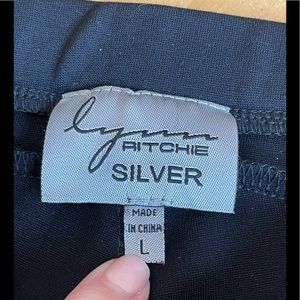 lynn
RITCHIE
SILVER
MADE
IN CHINA
L